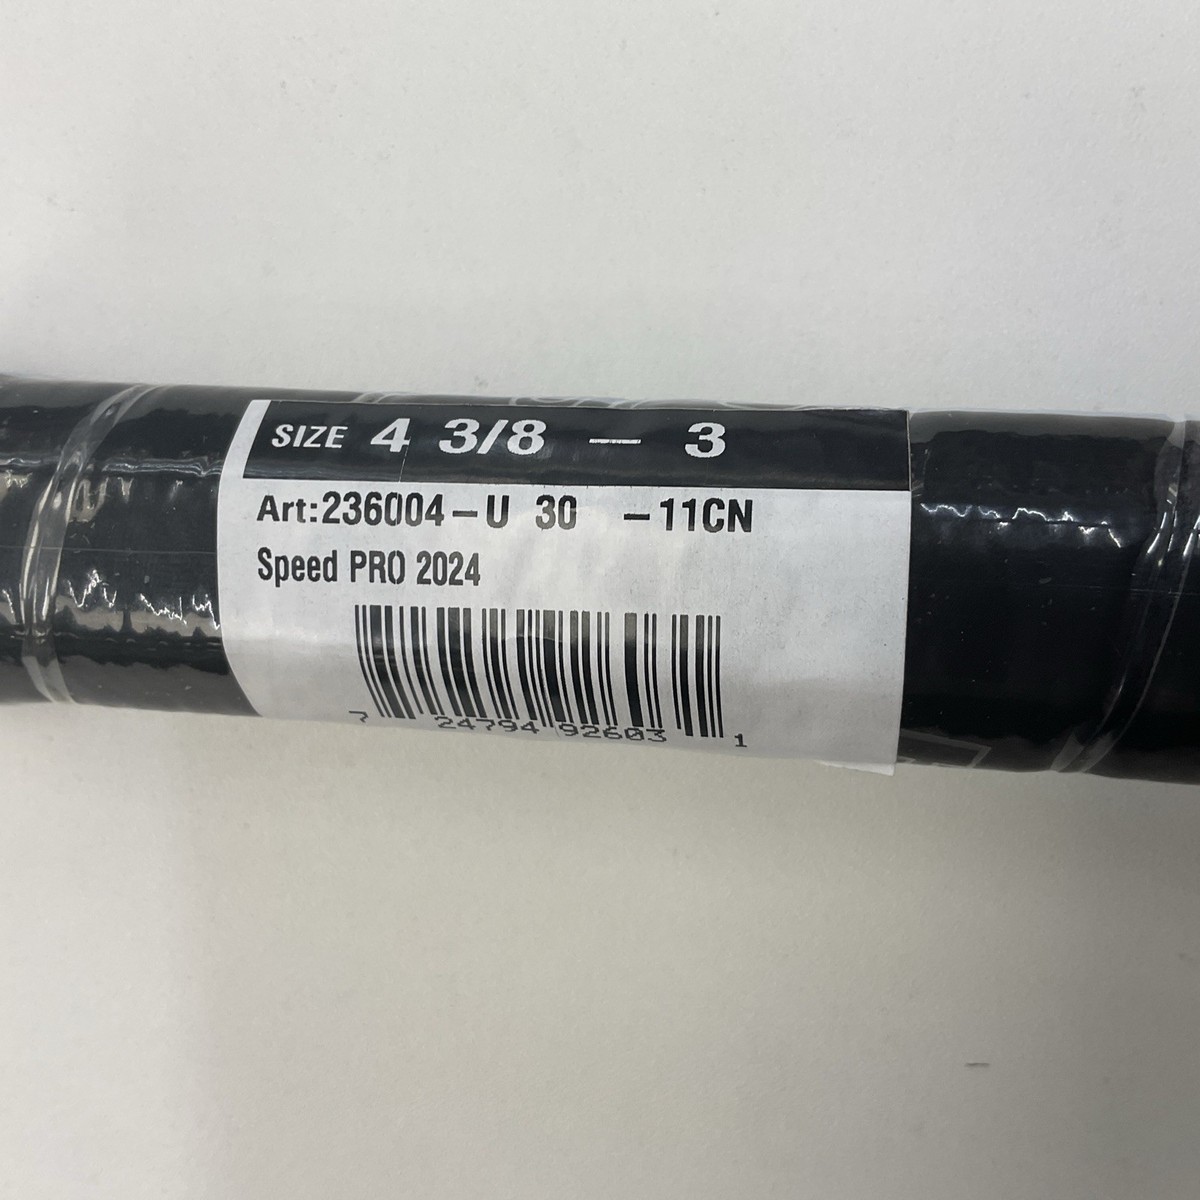 SIZE 4 3/8 — 3
Art:236004-U 30 -11CN
Speed PRO 2024
7 24794 92603 1